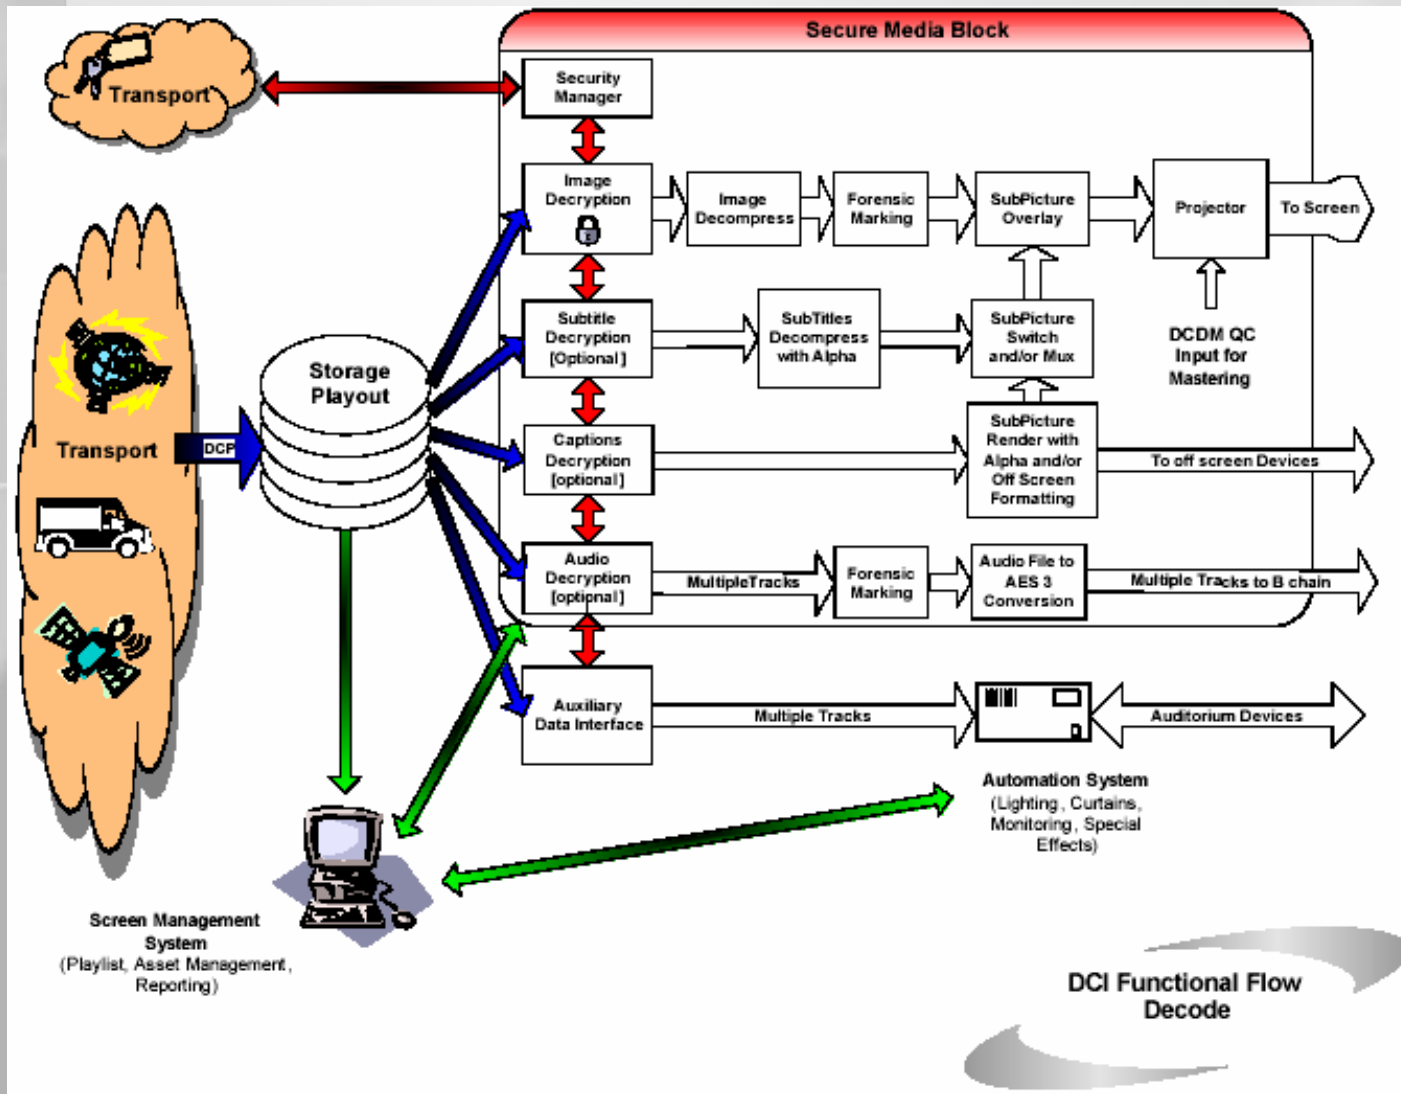 Secure Media Block
Transport
Security
Manager
Image
Decryption
Image
Decompress
Forensic
Marking
SubPicture
Overlay
Projector
To Screen
Subtitle
Decryption
[Optional]
SubTitles
Decompress
with Alpha
SubPicture
Switch
and/or Mux
DCDM QC
Input for
Mastering
Storage
Playout
Transport
DCP
Captions
Decryption
[optional]
SubPicture
Render with
Alpha and/or
Off Screen
Formatting
To off screen Devices
Audio
Decryption
[optional]
MultipleTracks
Forensic
Marking
Audio File to
AES 3
Conversion
Multiple Tracks to B chain
Auxiliary
Data Interface
Multiple Tracks
Auditorium Devices
Automation System
(Lighting, Curtains,
Monitoring, Special
Effects)
Screen Management
System
(Playlist, Asset Management,
Reporting)
DCI Functional Flow
Decode